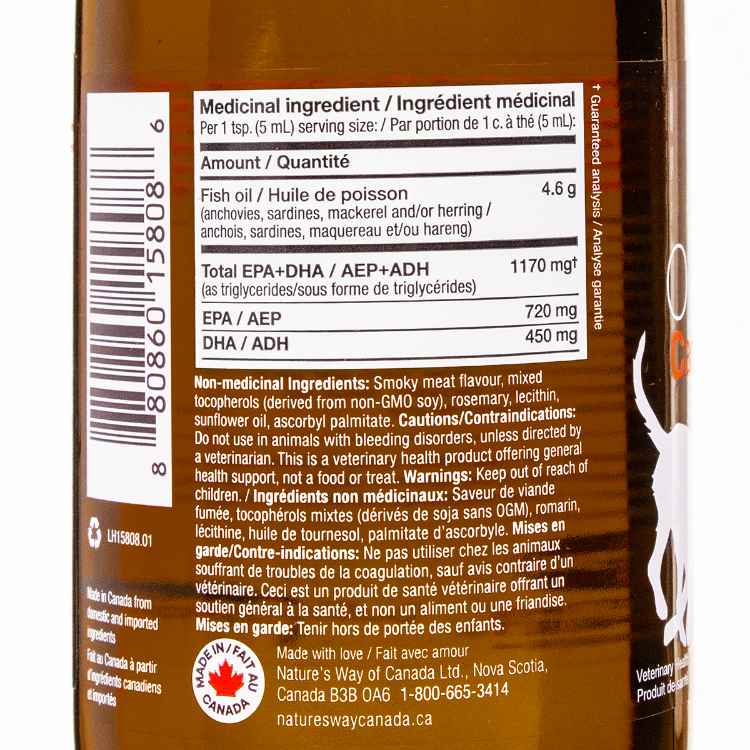 Medicinal ingredient / Ingrédient médicinal
Per 1 tsp. (5 mL) serving size: / Par portion de 1 c. à thé (5 mL):
Amount / Quantité
Fish oil / Huile de poisson 4.6 g
(anchovies, sardines, mackerel and/or herring /
anchois, sardines, maquereau et/ou hareng)
Total EPA+DHA / AEP+ADH 1170 mg†
(as triglycerides/sous forme de triglycérides)
EPA / AEP 720 mg
DHA / ADH 450 mg
† Guaranteed analysis / Analyse garantie
Non-medicinal Ingredients: Smoky meat flavour, mixed
tocopherols (derived from non-GMO soy), rosemary, lecithin,
sunflower oil, ascorbyl palmitate. Cautions/Contraindications:
Do not use in animals with bleeding disorders, unless directed by
a veterinarian. This is a veterinary health product offering general
health support, not a food or treat. Warnings: Keep out of reach of
children. / Ingrédients non médicinaux: Saveur de viande
fumée, tocophérols mixtes (dérivés de soja sans OGM), romarin,
lécithine, huile de tournesol, palmitate d'ascorbyle. Mises en
garde/Contre-indications: Ne pas utiliser chez les animaux
souffrant de troubles de la coagulation, sauf avis contraire d'un
vétérinaire. Ceci est un produit de santé vétérinaire offrant un
soutien général à la santé, et non un aliment ou une friandise.
Mises en garde: Tenir hors de portée des enfants.
MADE IN/FAIT AU
CANADA
Made with love / Fait avec amour
Nature's Way of Canada Ltd., Nova Scotia,
Canada B3B 0A6 1-800-665-3414
natureswaycanada.ca
8 80860 15808 6
LH15808.01
Made in Canada from
domestic and imported
ingredients
Fait au Canada à partir
d'ingrédients canadiens
et importés
Veterinary
Produit de